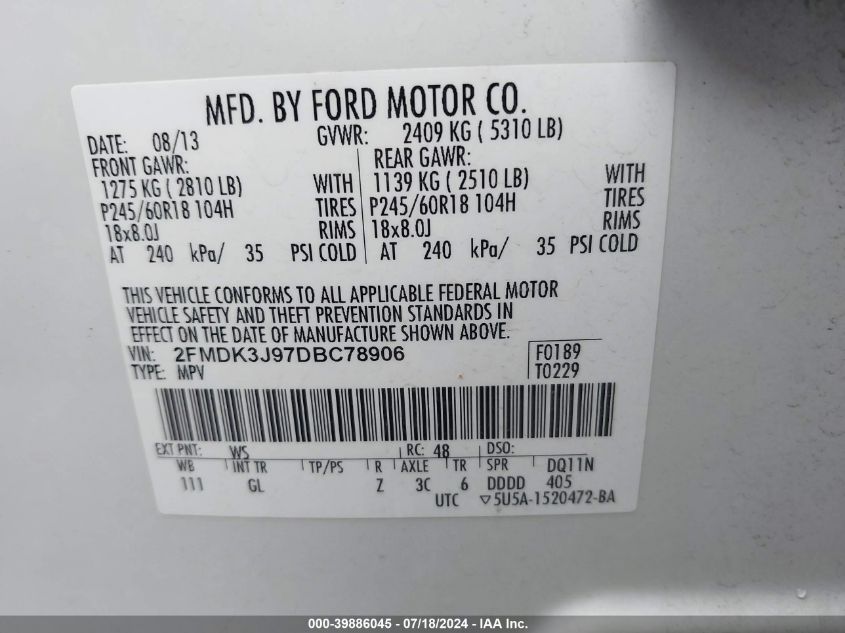 MFD. BY FORD MOTOR CO.
DATE: 08/13 GVWR: 2409 KG ( 5310 LB)
FRONT GAWR: REAR GAWR:
1275 KG ( 2810 LB) WITH 1139 KG ( 2510 LB) WITH
P245/60R18 104H TIRES P245/60R18 104H TIRES
18x8.0J RIMS 18x8.0J RIMS
AT 240 kPa/ 35 PSI COLD AT 240 kPa/ 35 PSI COLD
THIS VEHICLE CONFORMS TO ALL APPLICABLE FEDERAL MOTOR
VEHICLE SAFETY AND THEFT PREVENTION STANDARDS IN
EFFECT ON THE DATE OF MANUFACTURE SHOWN ABOVE.
VIN: 2FMDK3J97DBC78906 F0189
TYPE: MPV T0229
EXT PNT: WS RC: 48 DSO:
WB INT TR TP/PS R AXLE TR SPR DQ11N
111 GL Z 3C 6 DDDD 405
UTC ▽5U5A-1520472-BA
000-39886045 / 07/18/2024 - IAA Inc.